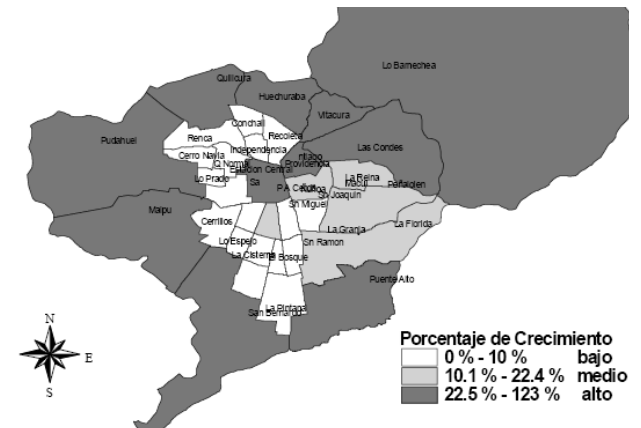 Lo Barnechea
Quilicura
Huechuraba
Vitacura
Conchali
Pudahuel
Renca
Recoleta
Las Condes
Independencia
Cerro Navia
Q Normal
Providencia
Estacion Central
La Reina
Lo Prado
Sa
P.A. Cerda
Macul
Peñalolen
Sn Joaquin
Maipu
Sn Miguel
Cerrillos
La Florida
La Granja
Lo Espejo
Sn Ramon
La Cisterna
El Bosque
Puente Alto
La Pintana
San Bernardo
N
E
S
Porcentaje de Crecimiento
0 % - 10 % bajo
10.1 % - 22.4 % medio
22.5 % - 123 % alto